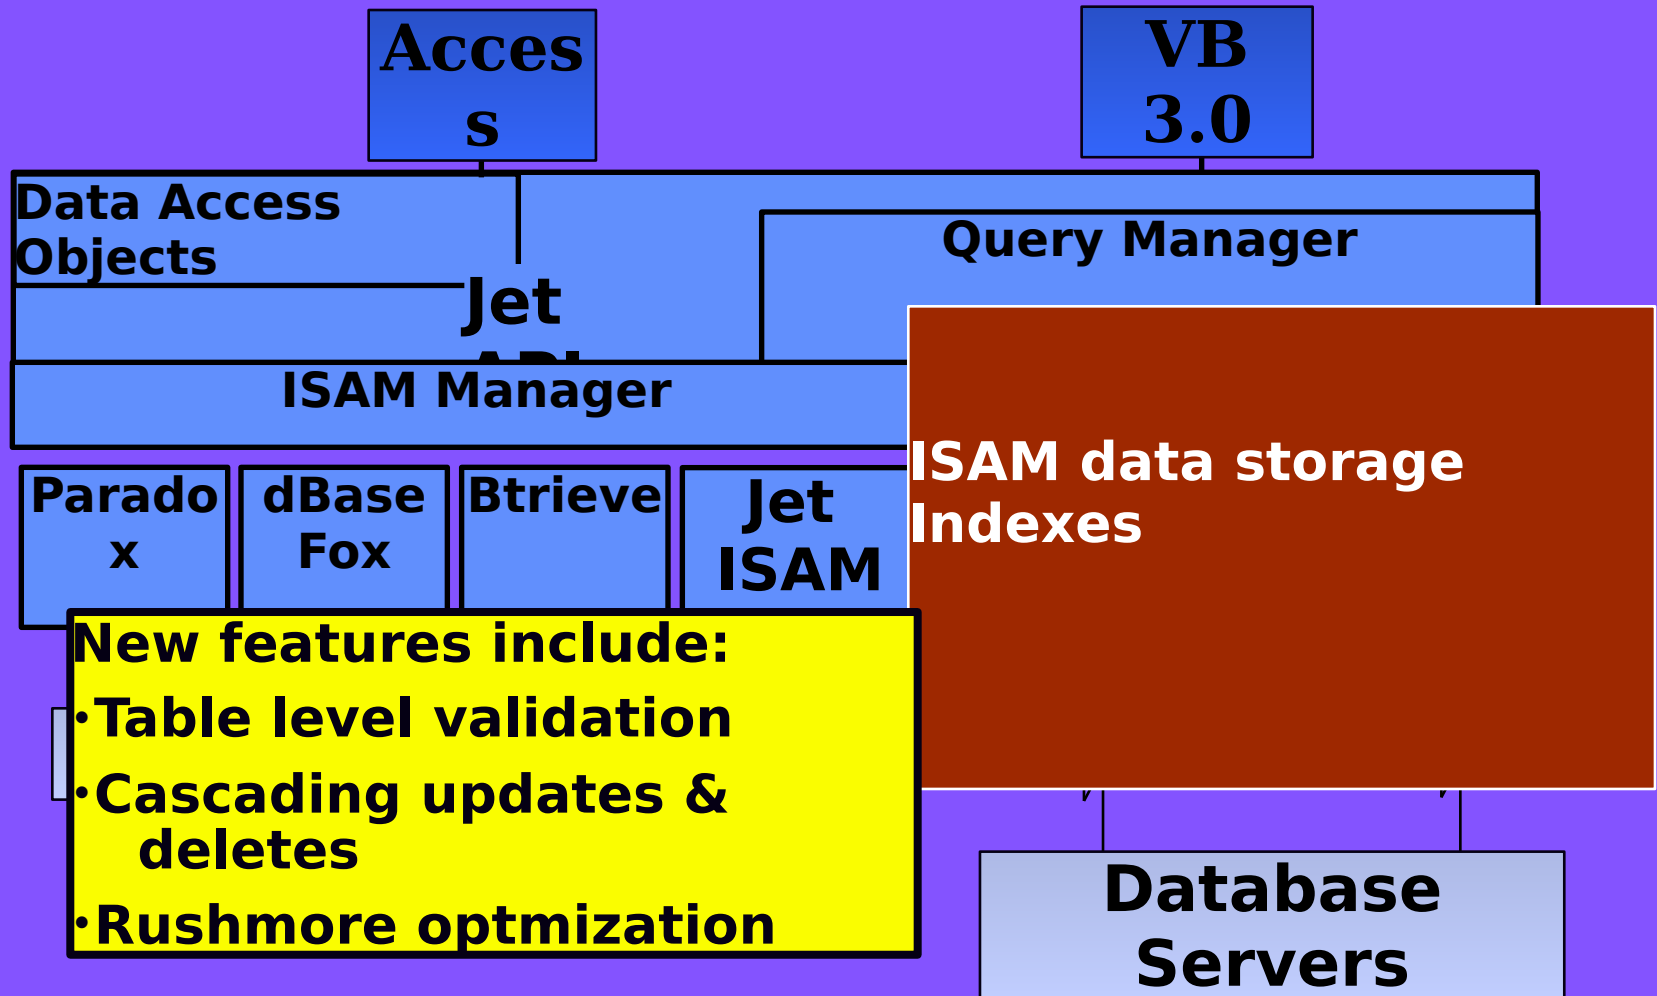 Acces
s
VB
3.0
Data Access
Objects
Query Manager
Jet
API
ISAM Manager
Parado
x
dBase
Fox
Btrieve
Jet
ISAM
ISAM data storage
Indexes
New features include:
•Table level validation
•Cascading updates &
deletes
•Rushmore optmization
Database
Servers